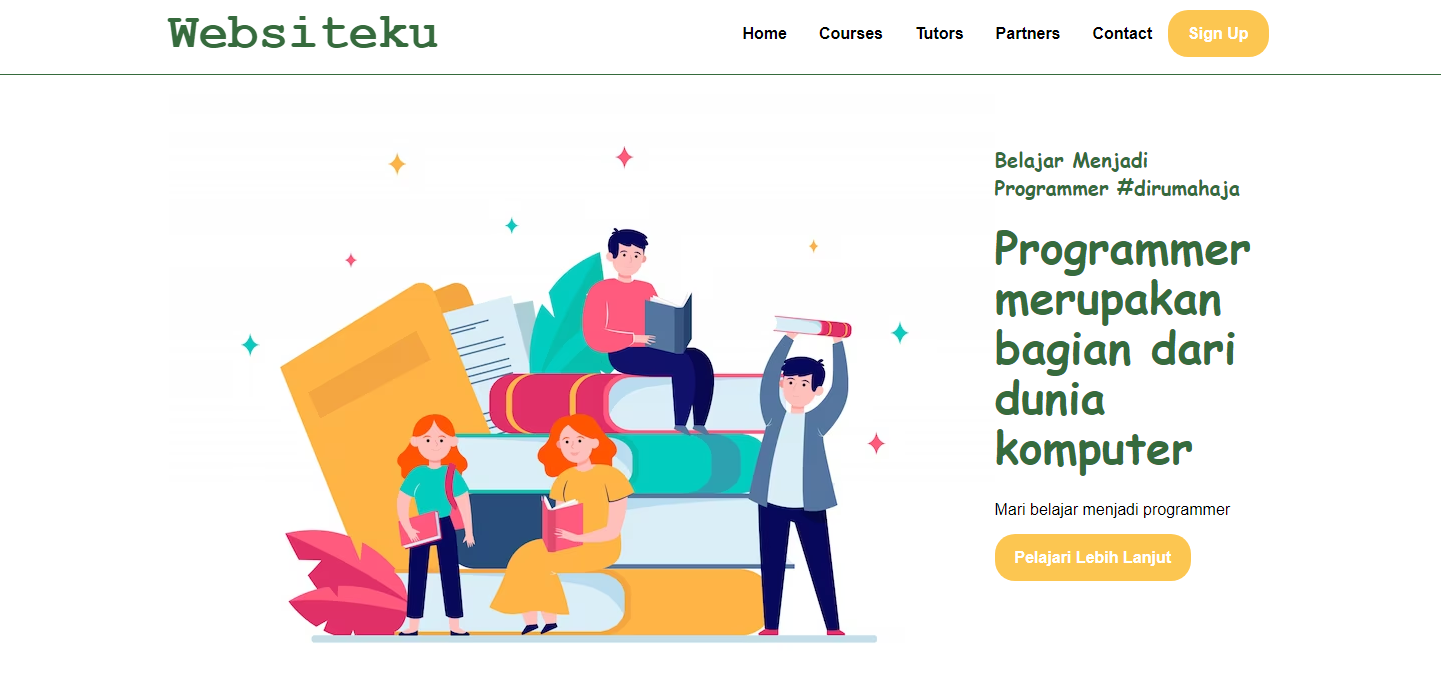 Websiteku
Home Courses Tutors Partners Contact Sign Up
Belajar Menjadi
Programmer #dirumahaja
Programmer
merupakan
bagian dari
dunia
komputer
Mari belajar menjadi programmer
Pelajari Lebih Lanjut